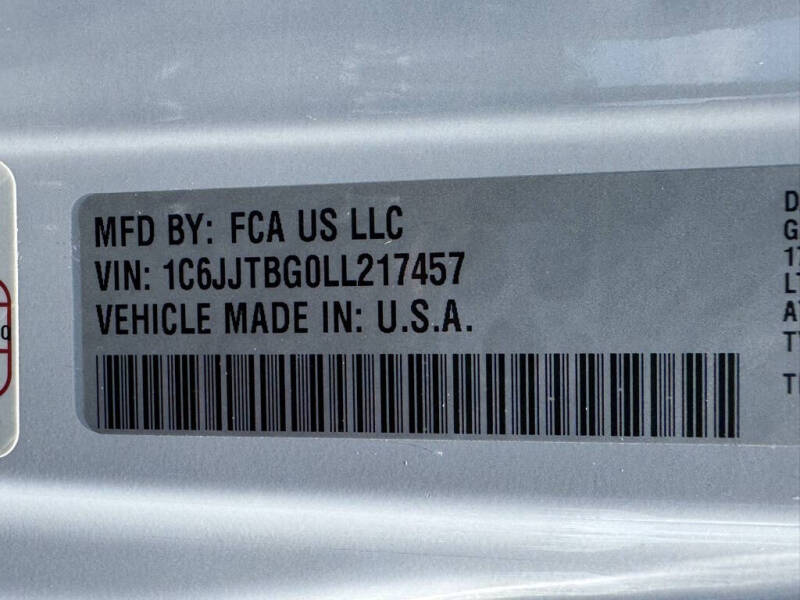 MFD BY: FCA US LLC
VIN: 1C6JJTBG0LL217457
VEHICLE MADE IN: U.S.A.